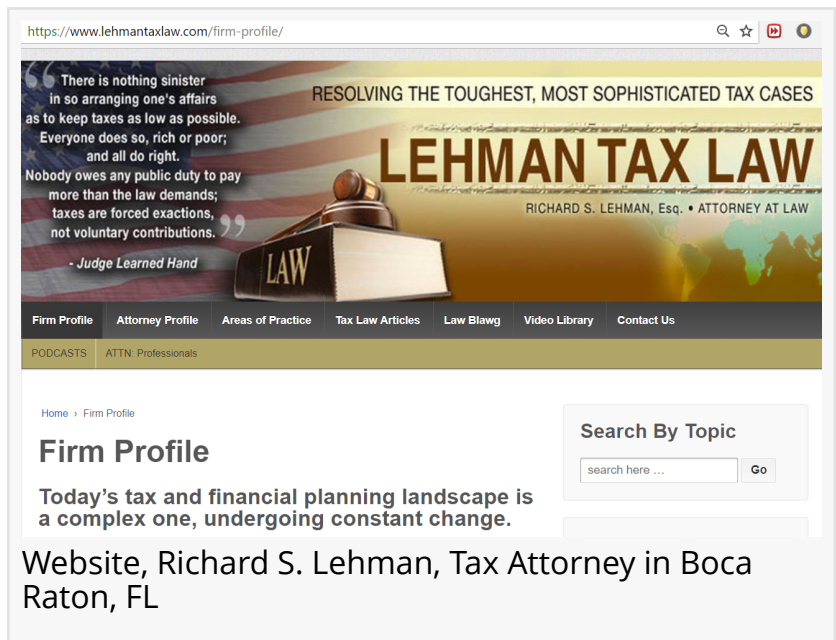 https://www.lehmantaxlaw.com/firm-profile/
“There is nothing sinister
in so arranging one's affairs
as to keep taxes as low as possible.
Everyone does so, rich or poor;
and all do right.
Nobody owes any public duty to pay
more than the law demands;
taxes are forced exactions,
not voluntary contributions.”
- Judge Learned Hand
RESOLVING THE TOUGHEST, MOST SOPHISTICATED TAX CASES
LEHMAN TAX LAW
RICHARD S. LEHMAN, Esq. • ATTORNEY AT LAW
LAW
Firm Profile Attorney Profile Areas of Practice Tax Law Articles Law Blawg Video Library Contact Us
PODCASTS ATTN: Professionals
Home › Firm Profile
Firm Profile
Today’s tax and financial planning landscape is
a complex one, undergoing constant change.
Search By Topic
search here … Go
Website, Richard S. Lehman, Tax Attorney in Boca
Raton, FL